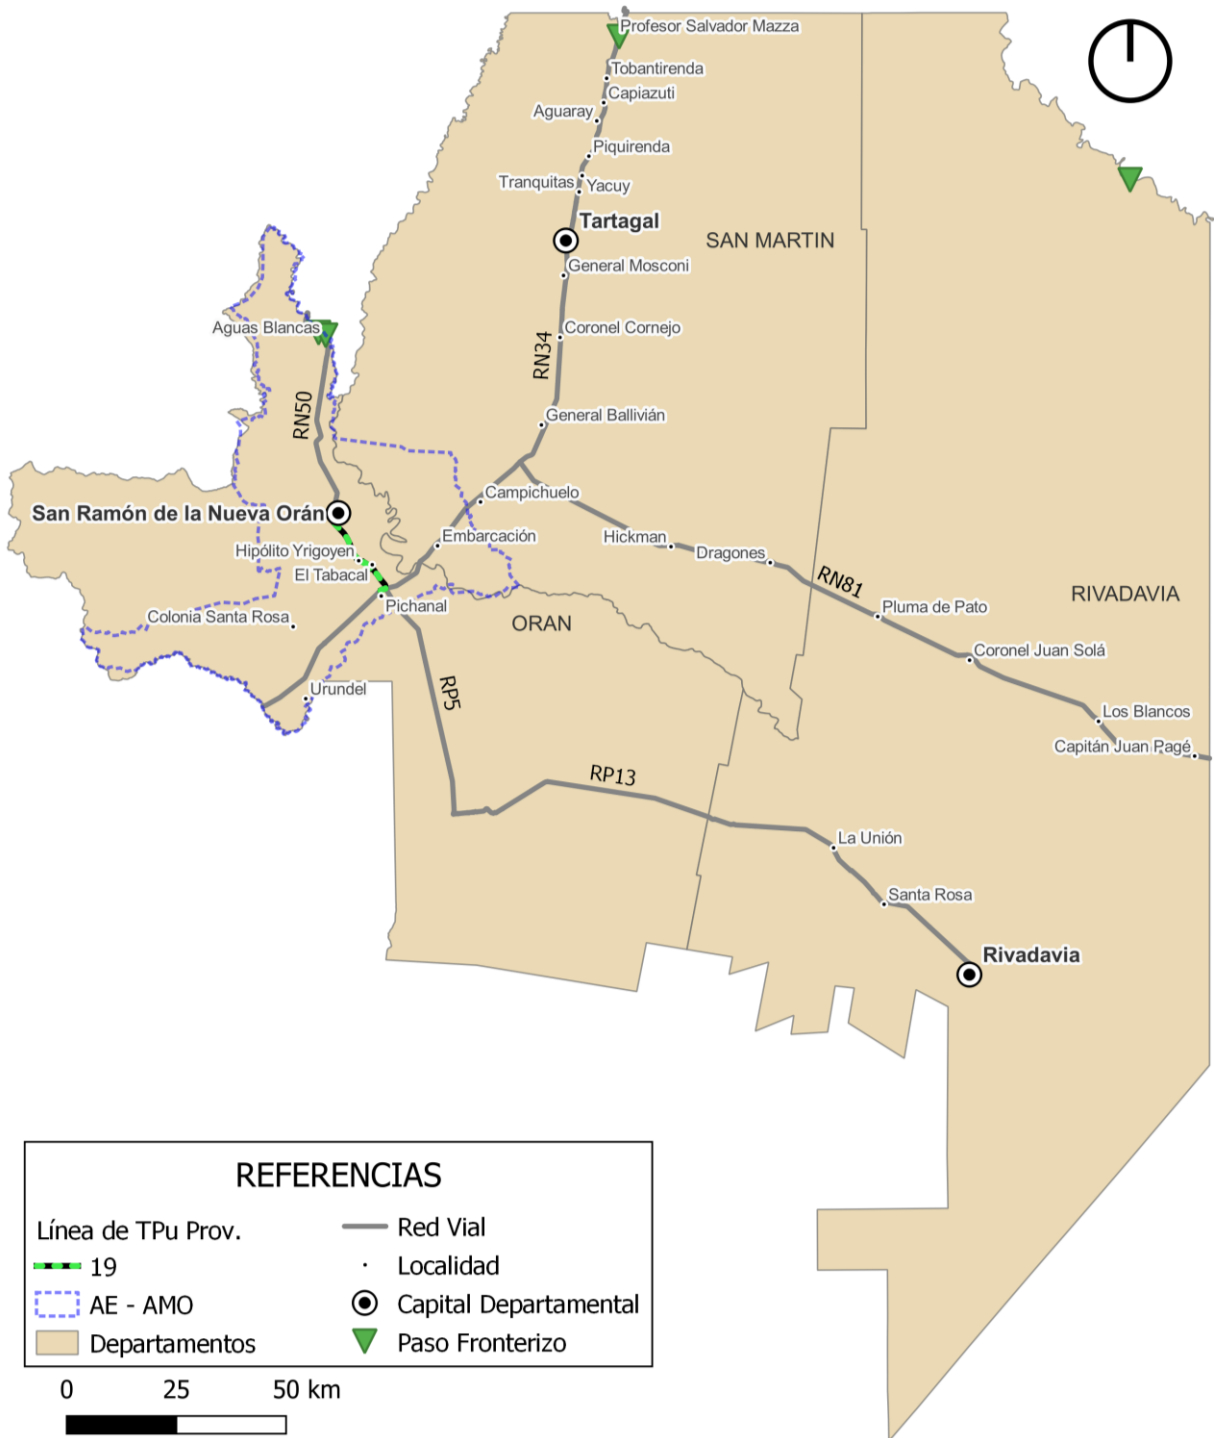 Profesor Salvador Mazza
Tobantirenda
Capiazuti
Aguaray
Piquirenda
Tranquitas
Yacuy
Tartagal
SAN MARTIN
General Mosconi
Aguas Blancas
Coronel Cornejo
RN34
RN50
General Ballivián
Campichuelo
San Ramón de la Nueva Orán
Embarcación
Hickman
Hipólito Yrigoyen
Dragones
El Tabacal
RN81
RIVADAVIA
Pichanal
Pluma de Pato
Colonia Santa Rosa
ORAN
Coronel Juan Solá
Urundel
RP5
Los Blancos
Capitán Juan Pagé
RP13
La Unión
Santa Rosa
Rivadavia
REFERENCIAS
Línea de TPu Prov.
19
AE - AMO
Departamentos
Red Vial
Localidad
Capital Departamental
Paso Fronterizo
0 25 50 km